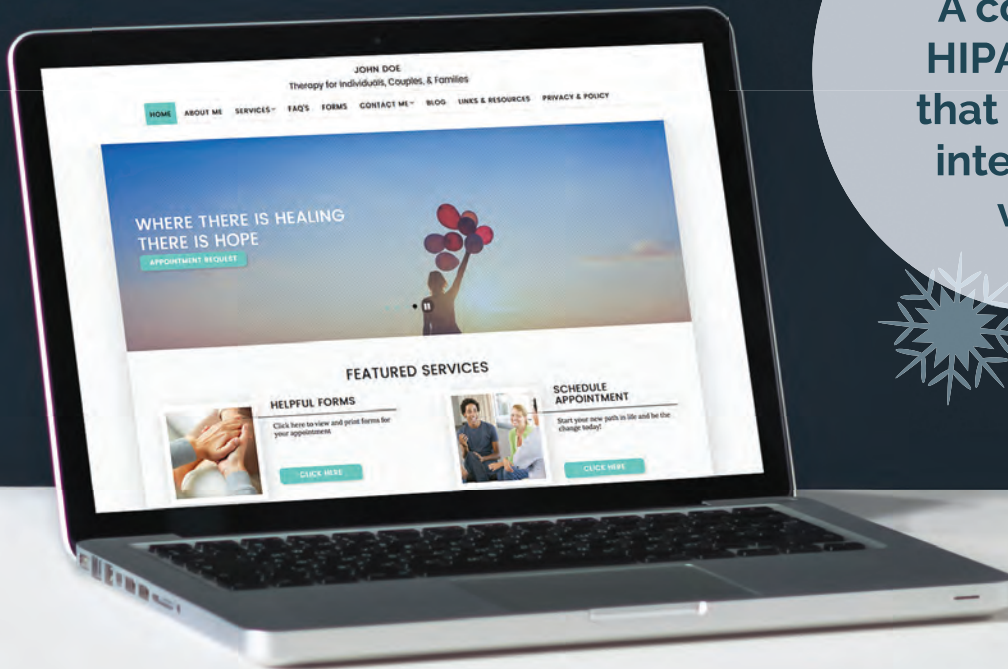 JOHN DOE
Therapy for Individuals, Couples, & Families
HOME ABOUT ME SERVICES FAQ'S FORMS CONTACT ME BLOG LINKS & RESOURCES PRIVACY & POLICY
WHERE THERE IS HEALING
THERE IS HOPE
APPOINTMENT REQUEST
FEATURED SERVICES
HELPFUL FORMS
Click here to view and print forms for
your appointment
CLICK HERE
SCHEDULE
APPOINTMENT
Start your new path in life and be the
change today!
CLICK HERE
A
that